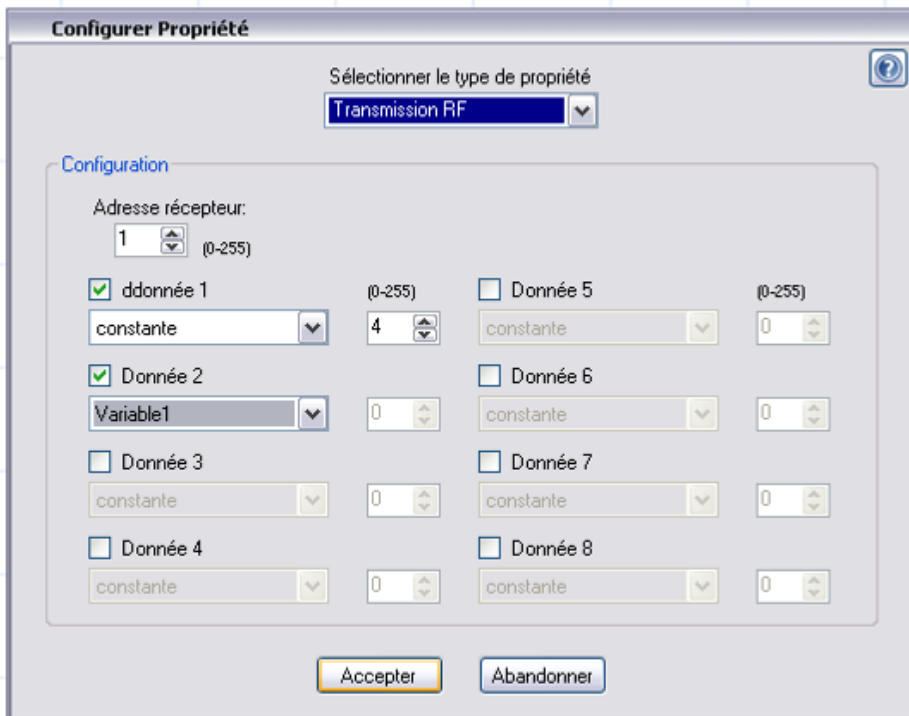 Configurer Propriété
Sélectionner le type de propriété
?
Transmission RF
Configuration
Adresse récepteur:
1
(0-255)
ddonnée 1
(0-255)
Donnée 5
(0-255)
constante
4
constante
0
Donnée 2
Donnée 6
Variable1
0
constante
0
Donnée 3
Donnée 7
constante
0
constante
0
Donnée 4
Donnée 8
constante
0
constante
0
Accepter
Abandonner